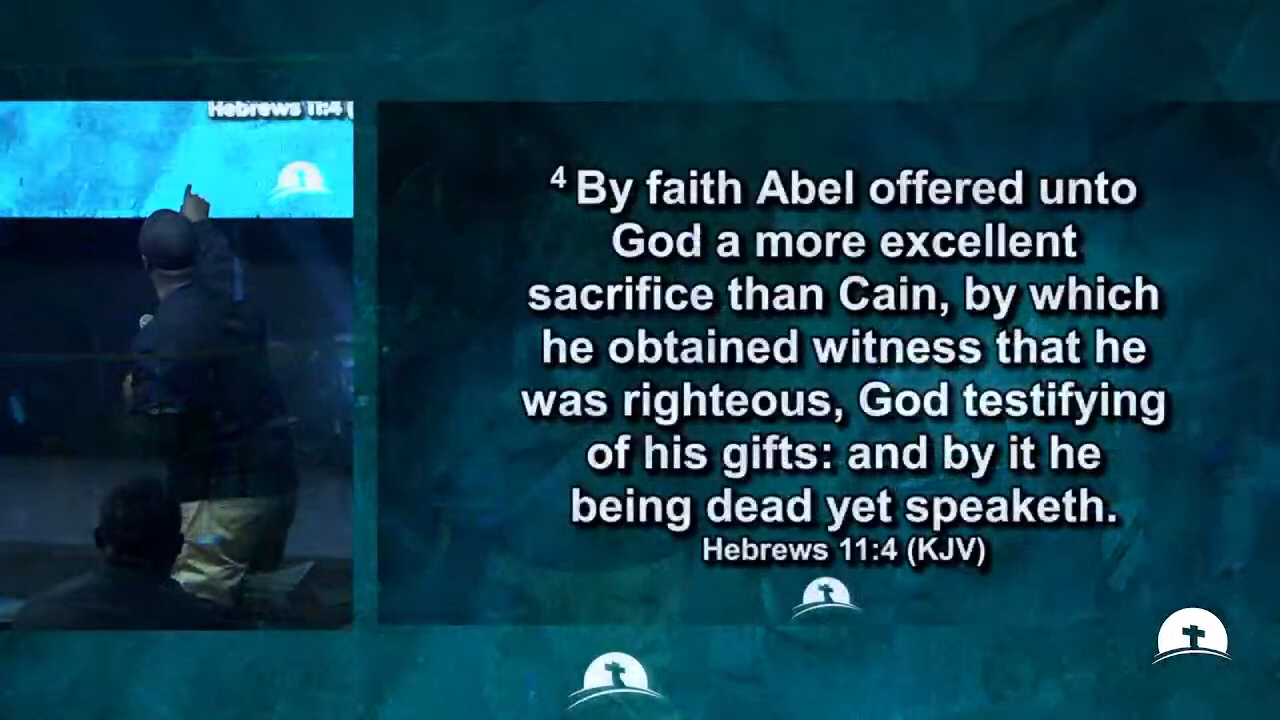 Hebrews 11:4 (
4 By faith Abel offered unto
God a more excellent
sacrifice than Cain, by which
he obtained witness that he
was righteous, God testifying
of his gifts: and by it he
being dead yet speaketh.
Hebrews 11:4 (KJV)